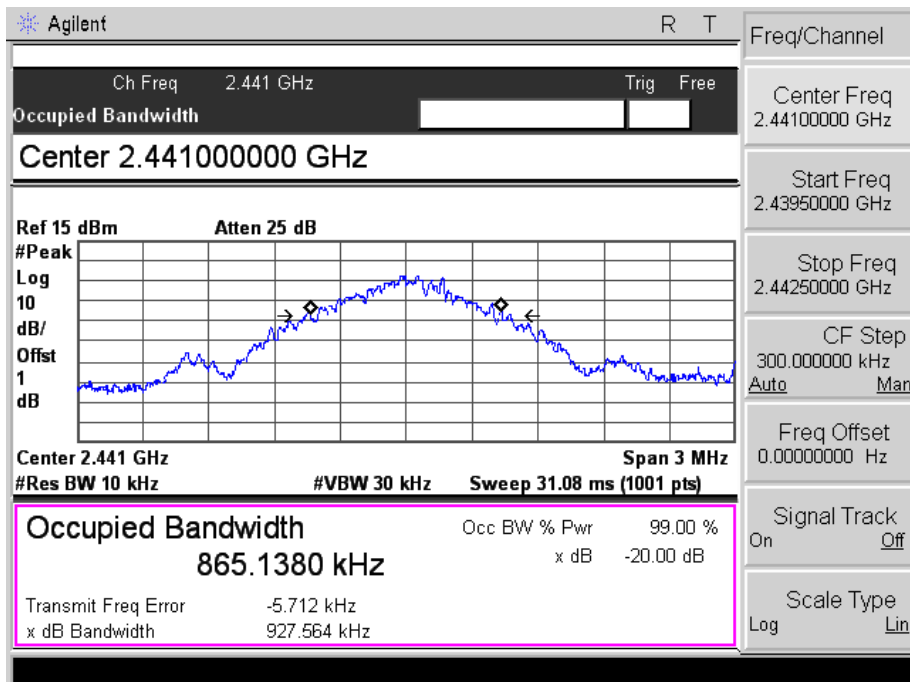 Agilent R T
Ch Freq 2.441 GHz Trig Free
Occupied Bandwidth
Center 2.441000000 GHz
Ref 15 dBm Atten 25 dB
#Peak
Log
10
dB/
Offst
1
dB
Center 2.441 GHz Span 3 MHz
#Res BW 10 kHz #VBW 30 kHz Sweep 31.08 ms (1001 pts)
Occupied Bandwidth Occ BW % Pwr 99.00 %
865.1380 kHz x dB -20.00 dB
Transmit Freq Error -5.712 kHz
x dB Bandwidth 927.564 kHz
Freq/Channel
Center Freq
2.44100000 GHz
Start Freq
2.43950000 GHz
Stop Freq
2.44250000 GHz
CF Step
300.000000 kHz
Auto Man
Freq Offset
0.00000000 Hz
Signal Track
On Off
Scale Type
Log Lin